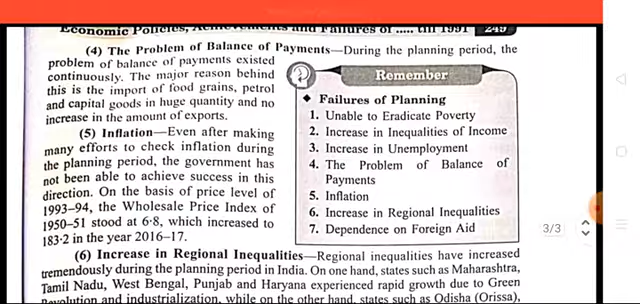 Economic Policies, Achievements and Failures of ..... till 1991 249
(4) The Problem of Balance of Payments—During the planning period, the
problem of balance of payments existed
continuously. The major reason behind
this is the import of food grains, petrol
and capital goods in huge quantity and no
increase in the amount of exports.
(5) Inflation—Even after making
many efforts to check inflation during
the planning period, the government has
not been able to achieve success in this
direction. On the basis of price level of
1993–94, the Wholesale Price Index of
1950–51 stood at 6·8, which increased to
183·2 in the year 2016–17.
Remember
Failures of Planning
1. Unable to Eradicate Poverty
2. Increase in Inequalities of Income
3. Increase in Unemployment
4. The Problem of Balance of
Payments
5. Inflation
6. Increase in Regional Inequalities
7. Dependence on Foreign Aid
3/3
(6) Increase in Regional Inequalities—Regional inequalities have increased
tremendously during the planning period in India. On one hand, states such as Maharashtra,
Tamil Nadu, West Bengal, Punjab and Haryana experienced rapid growth due to Green
Revolution and industrialization, while on the other hand, states such as Odisha (Orissa),